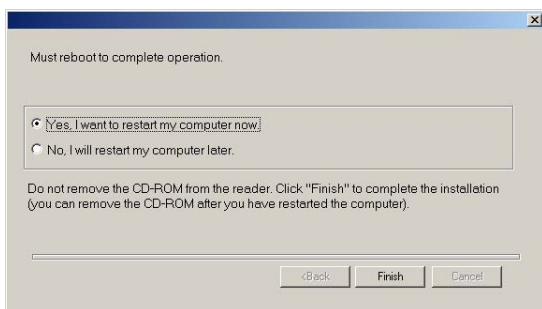 Must reboot to complete operation.
Yes, I want to restart my computer now.
No, I will restart my computer later.
Do not remove the CD-ROM from the reader. Click "Finish" to complete the installation
(you can remove the CD-ROM after you have restarted the computer).
<Back Finish Cancel